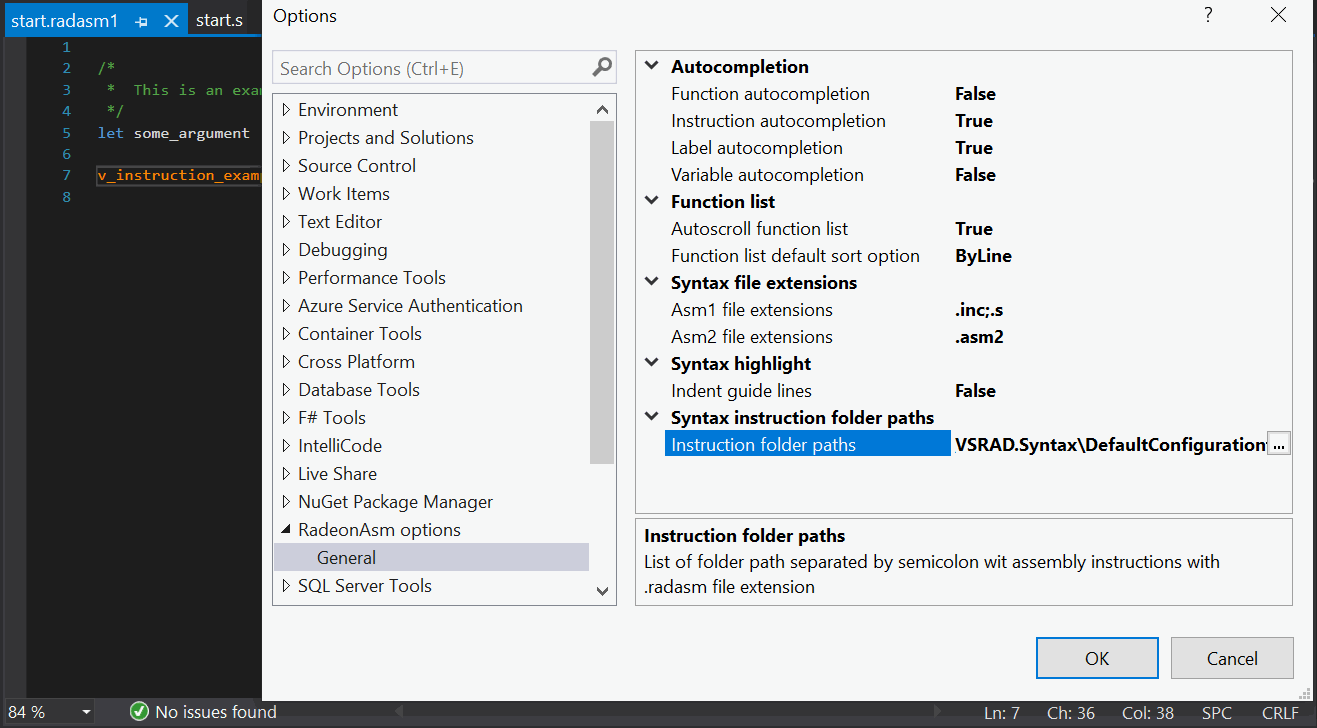 start.radasm1
start.s
1
2 /*
3 * This is an exa
4 */
5 let some_argument
6
7 v_instruction_exam
8
84 %
No issues found
Ln: 7 Ch: 36 Col: 38 SPC CRLF
Options
?
Search Options (Ctrl+E)
Environment
Projects and Solutions
Source Control
Work Items
Text Editor
Debugging
Performance Tools
Azure Service Authentication
Container Tools
Cross Platform
Database Tools
F# Tools
IntelliCode
Live Share
NuGet Package Manager
RadeonAsm options
General
SQL Server Tools
Autocompletion
Function autocompletion False
Instruction autocompletion True
Label autocompletion True
Variable autocompletion False
Function list
Autoscroll function list True
Function list default sort option ByLine
Syntax file extensions
Asm1 file extensions .inc;.s
Asm2 file extensions .asm2
Syntax highlight
Indent guide lines False
Syntax instruction folder paths
Instruction folder paths VSRAD.Syntax\DefaultConfiguration ...
Instruction folder paths
List of folder path separated by semicolon wit assembly instructions with
.radasm file extension
OK
Cancel